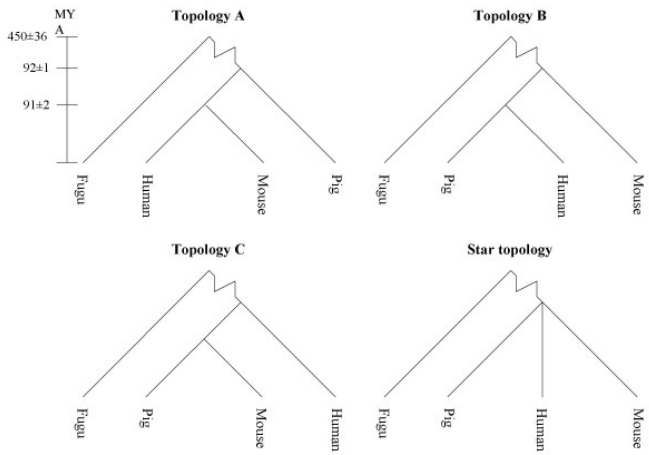 MY
A
Topology A
Topology B
450±36
92±1
91±2
Fugu
Human
Mouse
Pig
Fugu
Pig
Human
Mouse
Topology C
Star topology
Fugu
Pig
Mouse
Human
Fugu
Pig
Human
Mouse